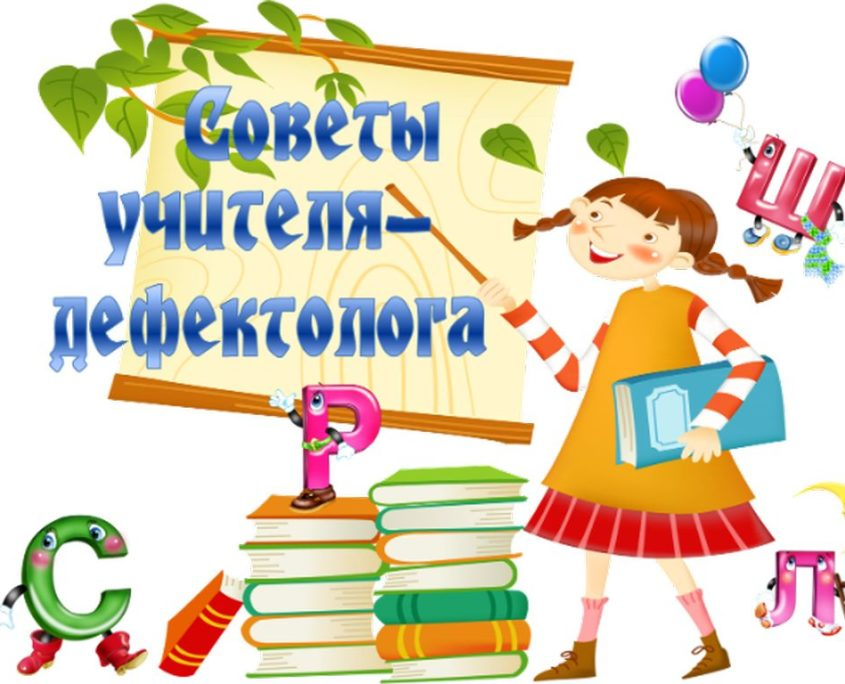 Советы
учителя-
дефектолога
Ш
Р
С
Л